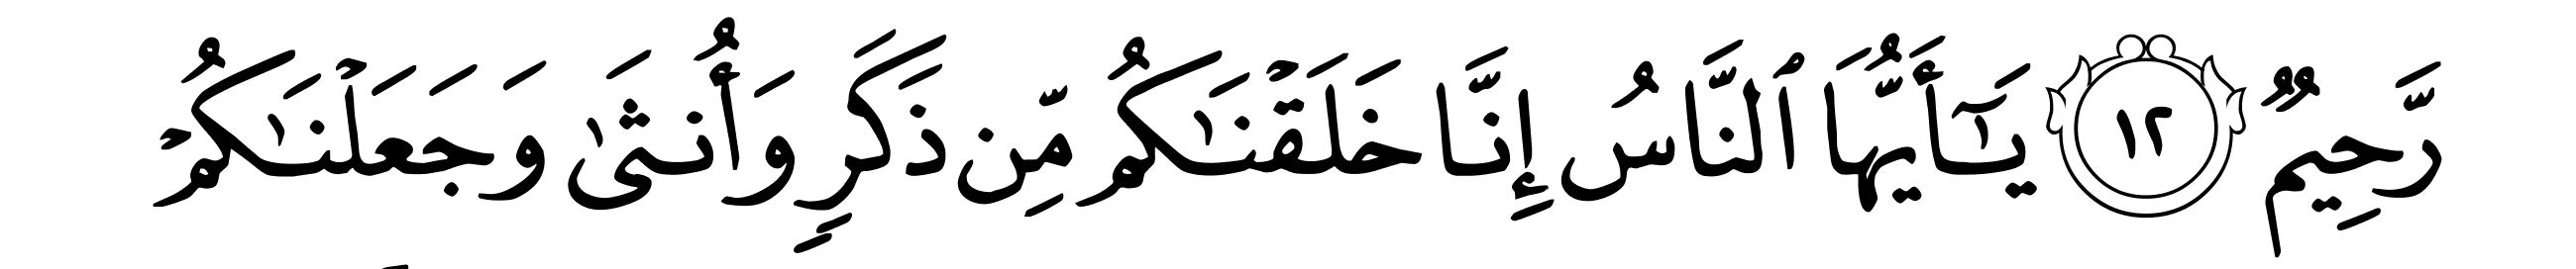 رَّحِيمٌ ١٢ يَـٰٓأَيُّهَا ٱلنَّاسُ إِنَّا خَلَقْنَـٰكُم مِّن ذَكَرٍ وَأُنثَىٰ وَجَعَلْنَـٰكُمْ